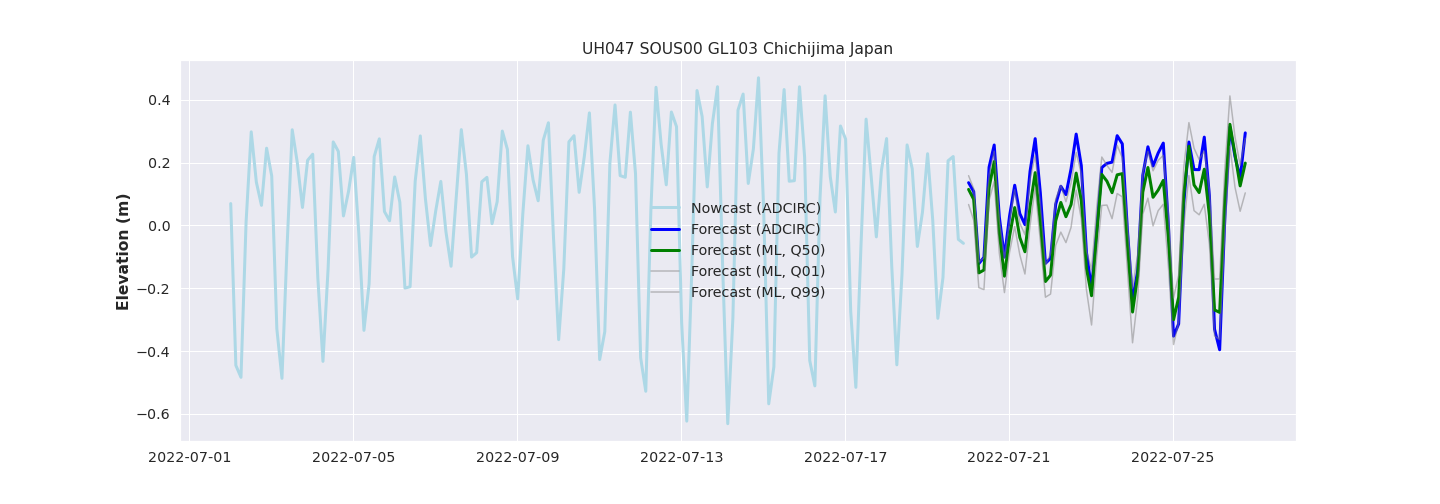 UH047 SOUS00 GL103 Chichijima Japan
Elevation (m)
0.4
0.2
0.0
−0.2
−0.4
−0.6
Nowcast (ADCIRC)
Forecast (ADCIRC)
Forecast (ML, Q50)
Forecast (ML, Q01)
Forecast (ML, Q99)
2022-07-01 2022-07-05 2022-07-09 2022-07-13 2022-07-17 2022-07-21 2022-07-25